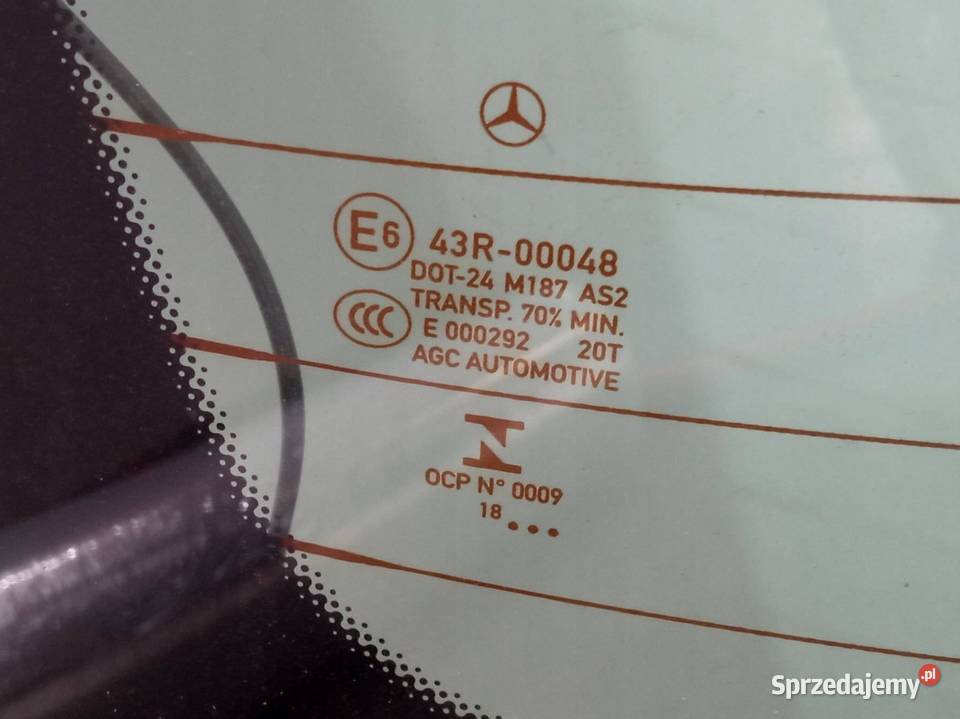 E6 43R-00048
DOT-24 M187 AS2
TRANSP. 70% MIN.
CCC E 000292 20T
AGC AUTOMOTIVE
OCP N° 0009
18 ...
Sprzedajemy.pl